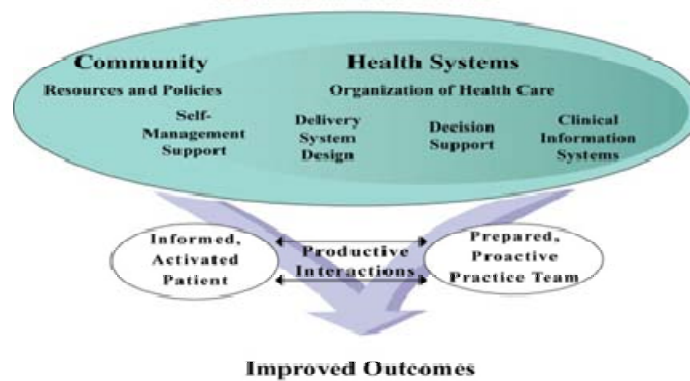 Community
Health Systems
Resources and Policies
Organization of Health Care
Self-
Management
Support
Delivery
System
Design
Decision
Support
Clinical
Information
Systems
Informed,
Activated
Patient
Productive
Interactions
Prepared,
Proactive
Practice Team
Improved Outcomes